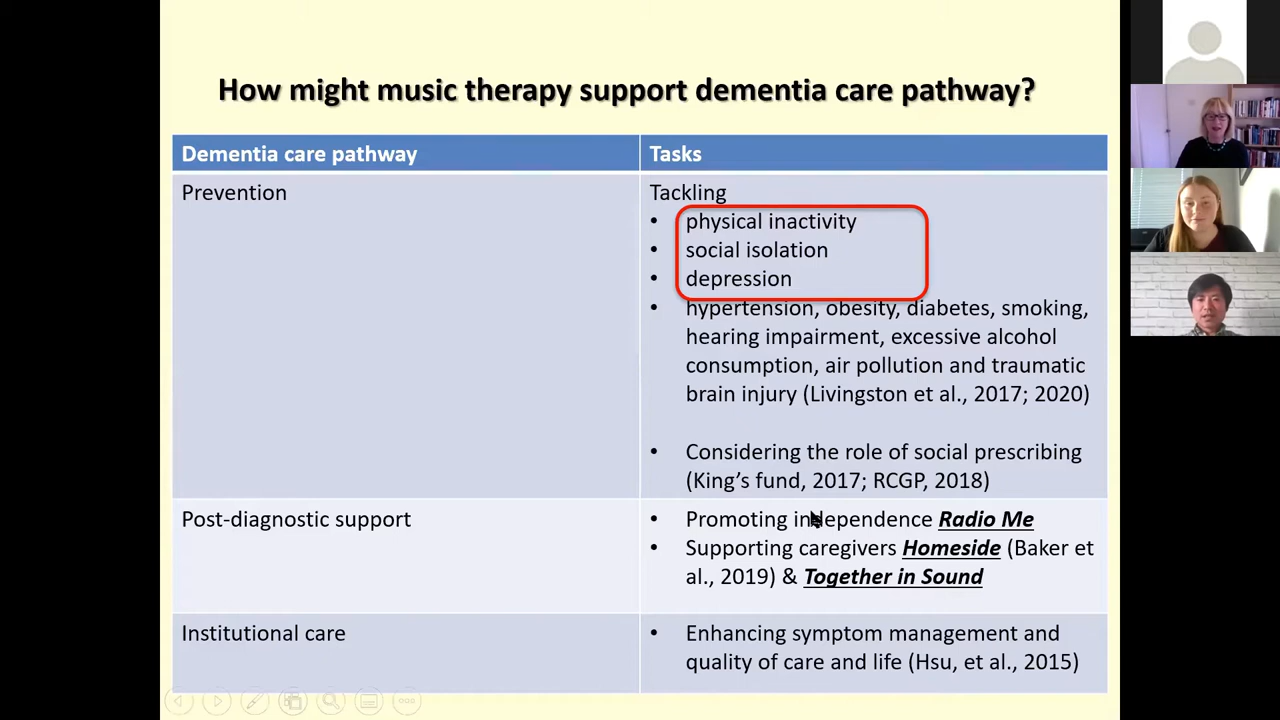 How might music therapy support dementia care pathway?
Dementia care pathway
Tasks
Prevention
Tackling
• physical inactivity
• social isolation
• depression
• hypertension, obesity, diabetes, smoking,
hearing impairment, excessive alcohol
consumption, air pollution and traumatic
brain injury (Livingston et al., 2017; 2020)
• Considering the role of social prescribing
(King's fund, 2017; RCGP, 2018)
Post-diagnostic support
• Promoting independence Radio Me
• Supporting caregivers Homeside (Baker et
al., 2019) & Together in Sound
Institutional care
• Enhancing symptom management and
quality of care and life (Hsu, et al., 2015)